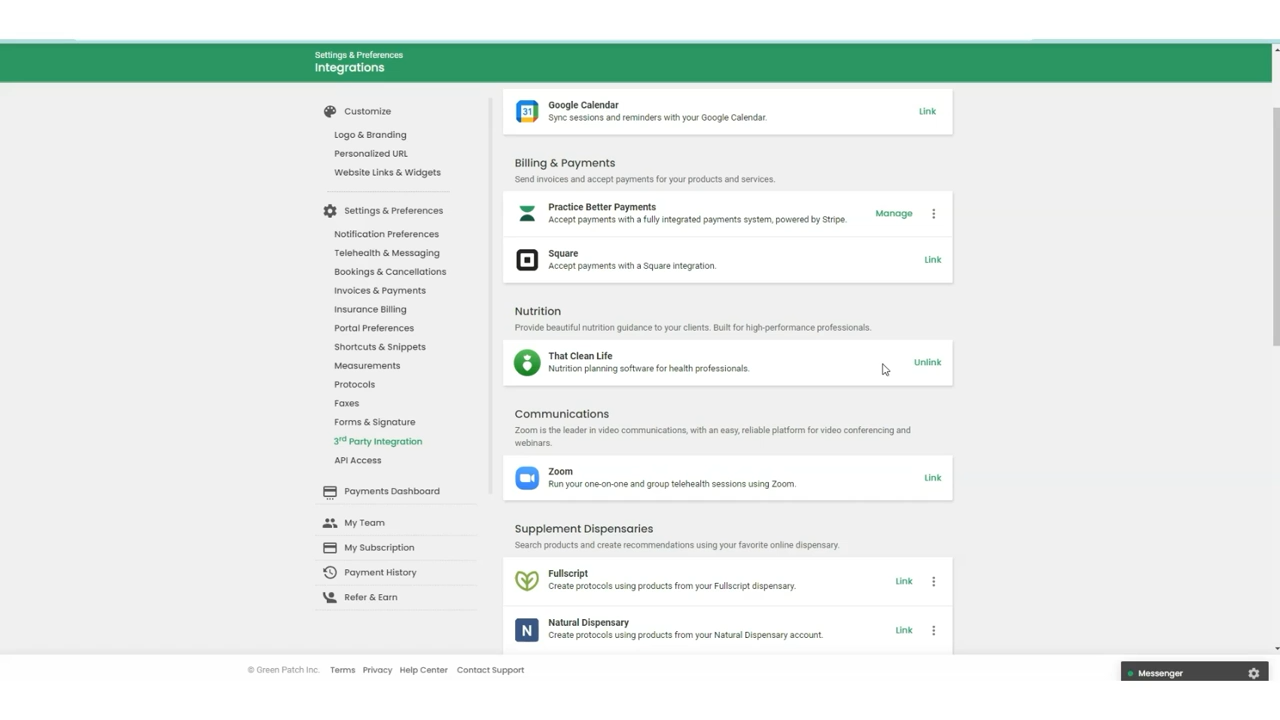 Settings & Preferences
Integrations
Customize
Logo & Branding
Personalized URL
Website Links & Widgets
Settings & Preferences
Notification Preferences
Telehealth & Messaging
Bookings & Cancellations
Invoices & Payments
Insurance Billing
Portal Preferences
Shortcuts & Snippets
Measurements
Protocols
Faxes
Forms & Signature
3rd Party Integration
API Access
Payments Dashboard
My Team
My Subscription
Payment History
Refer & Earn
31
Google Calendar
Sync sessions and reminders with your Google Calendar.
Link
Billing & Payments
Send invoices and accept payments for your products and services.
Practice Better Payments
Accept payments with a fully integrated payments system, powered by Stripe.
Manage
Square
Accept payments with a Square integration.
Link
Nutrition
Provide beautiful nutrition guidance to your clients. Built for high-performance professionals.
That Clean Life
Nutrition planning software for health professionals.
Unlink
Communications
Zoom is the leader in video communications, with an easy, reliable platform for video conferencing and
webinars.
Zoom
Run your one-on-one and group telehealth sessions using Zoom.
Link
Supplement Dispensaries
Search products and create recommendations using your favorite online dispensary.
Fullscript
Create protocols using products from your Fullscript dispensary.
Link
N
Natural Dispensary
Create protocols using products from your Natural Dispensary account.
Link
© Green Patch Inc. Terms Privacy Help Center Contact Support
Messenger